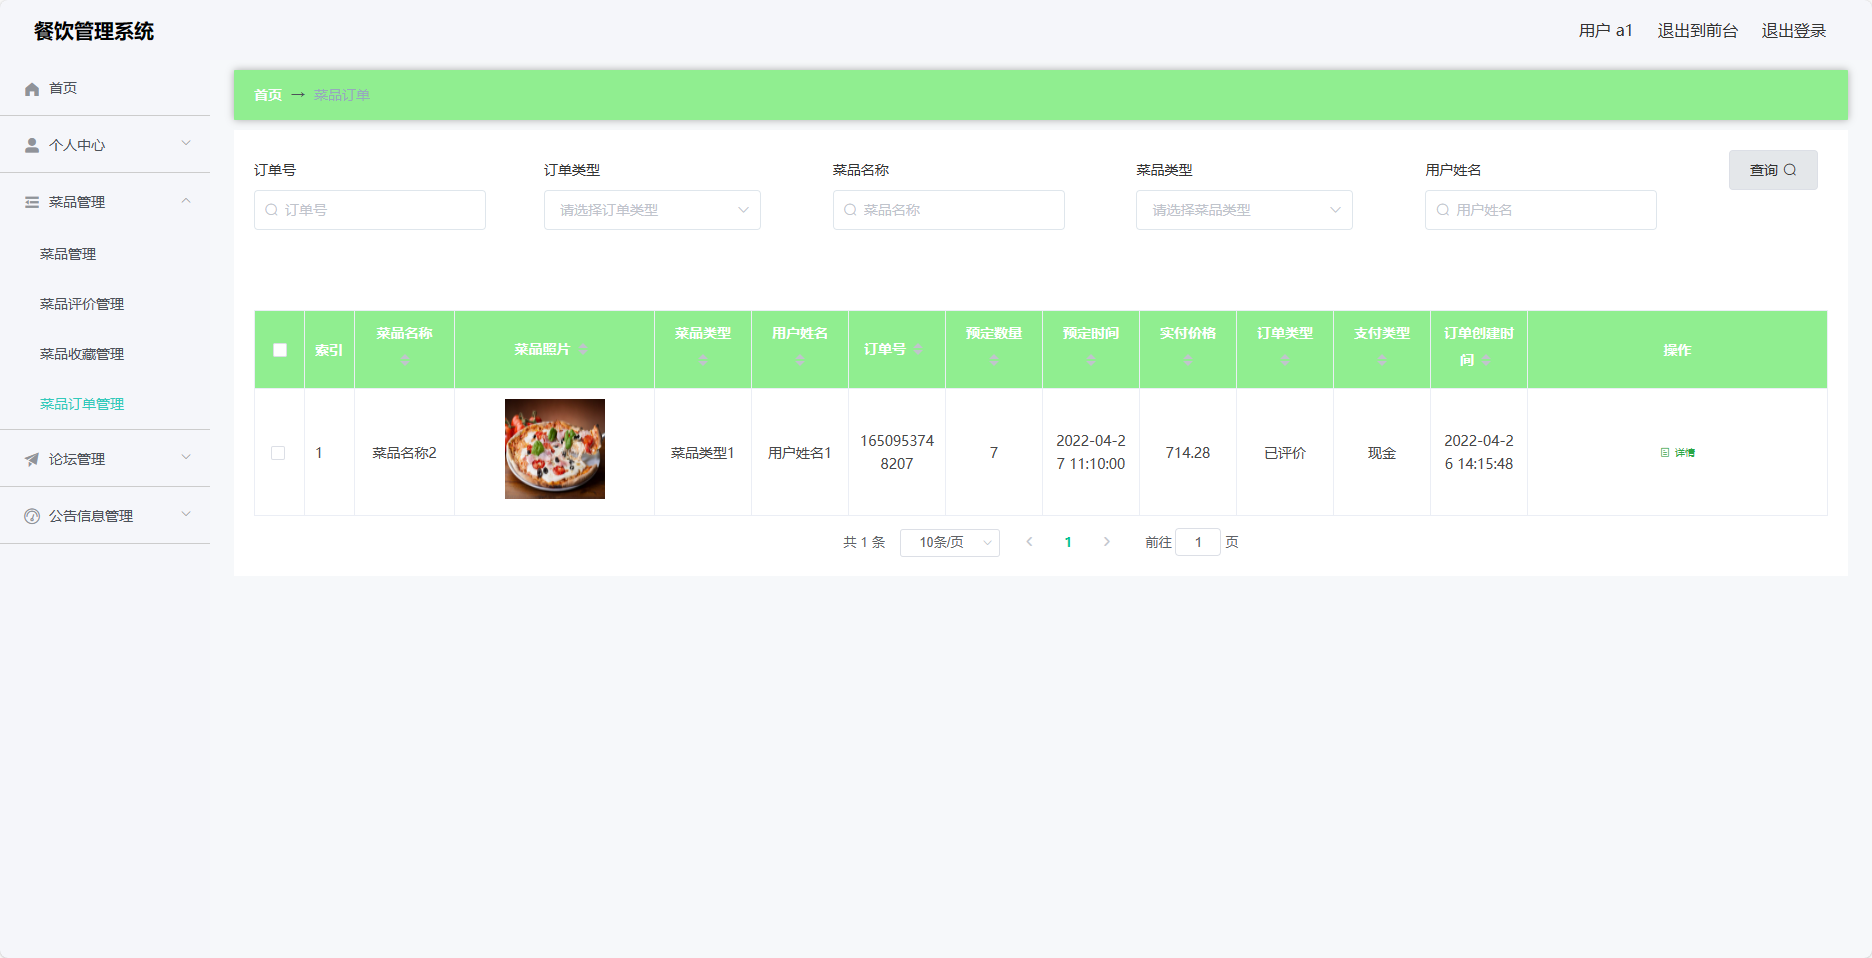 餐饮管理系统
用户 a1 退出到前台 退出登录
首页
个人中心
菜品管理
菜品管理
菜品评价管理
菜品收藏管理
菜品订单管理
论坛管理
公告信息管理
首页 → 菜品订单
订单号 订单类型 菜品名称 菜品类型 用户姓名 查询
订单号 请选择订单类型 菜品名称 请选择菜品类型 用户姓名
索引 菜品名称 菜品照片 菜品类型 用户姓名 订单号 预定数量 预定时间 实付价格 订单类型 支付类型 订单创建时
间
操作
1 菜品名称2 菜品类型1 用户姓名1 165095374
8207
7
2022-04-2
7 11:10:00
714.28 已评价 现金
2022-04-2
6 14:15:48
详情
共 1 条 10条/页 1 前往 1 页